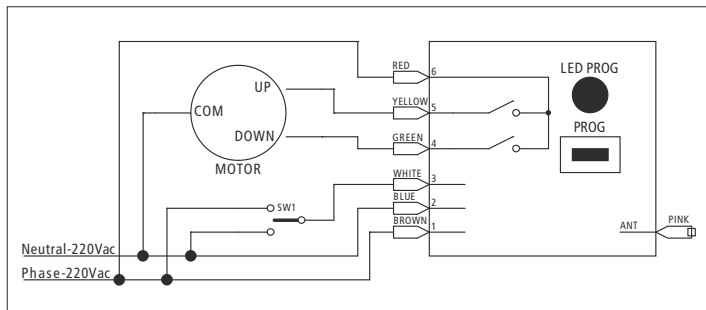 RED
6
LED PROG
UP
YELLOW
5
COM
PROG
DOWN
GREEN
4
MOTOR
WHITE
3
SW1
BLUE
2
BROWN
1
ANT
PINK
Neutral-220Vac
Phase-220Vac